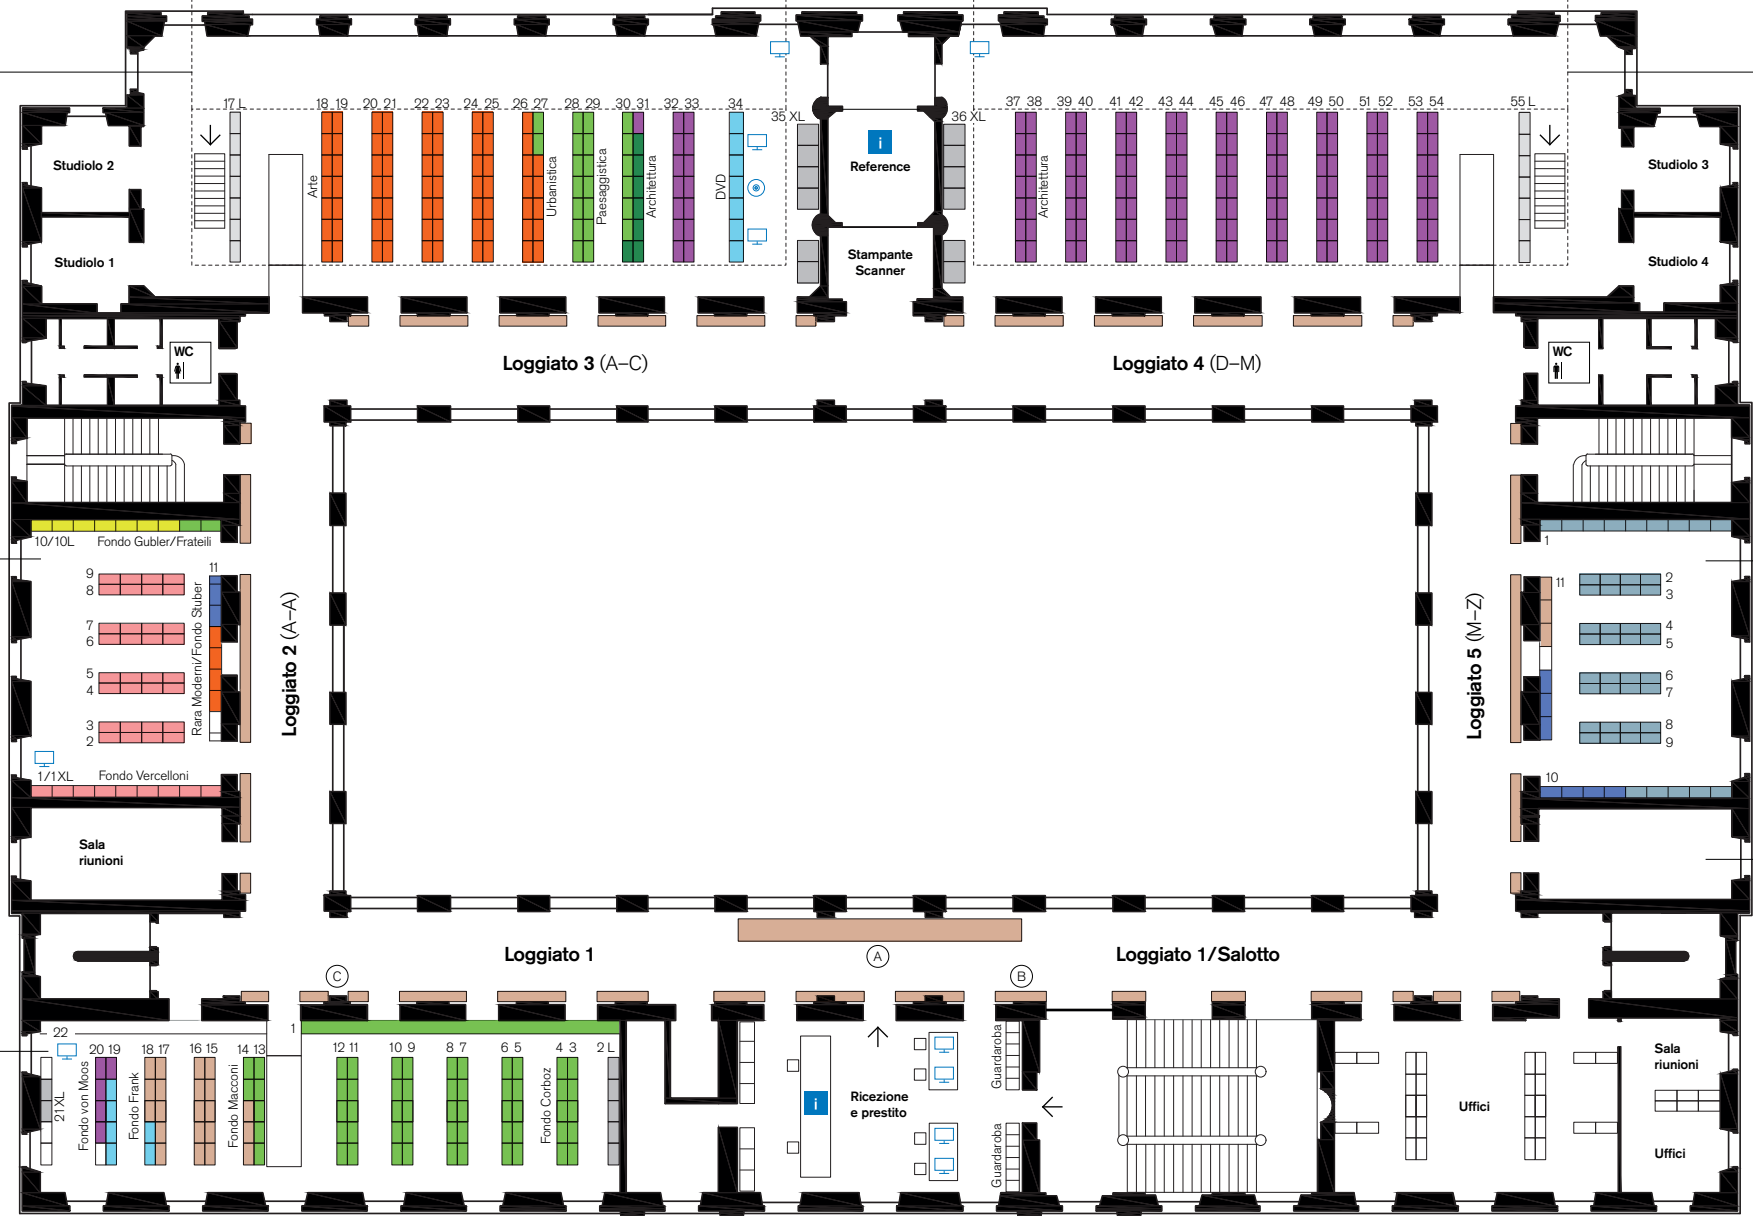 17 L
18 19
20 21
22 23
24 25
26 27
28 29
30 31
32 33
34
35 XL
36 XL
37 38
39 40
41 42
43 44
45 46
47 48
49 50
51 52
53 54
55 L
Studiolo 2
Studiolo 1
Arte
Urbanistica
Paesaggistica
Architettura
DVD
i
Reference
Stampante
Scanner
Architettura
Studiolo 3
Studiolo 4
WC
Loggiato 3 (A–C)
Loggiato 4 (D–M)
WC
10/10L
Fondo Gubler/Frateili
9
8
7
6
5
4
3
2
11
Rara Moderni/Fondo Stuber
1/1XL
Fondo Vercelloni
Loggiato 2 (A–A)
Loggiato 5 (M–Z)
1
11
2
3
4
5
6
7
8
9
10
Sala
riunioni
Loggiato 1
A
Loggiato 1/Salotto
C
B
22
1
20 19
18 17
16 15
14 13
12 11
10 9
8 7
6 5
4 3
2 L
21XL
Fondo von Moos
Fondo Frank
Fondo Macconi
Fondo Corboz
i
Ricezione
e prestito
Guardaroba
Guardaroba
Uffici
Sala
riunioni
Uffici